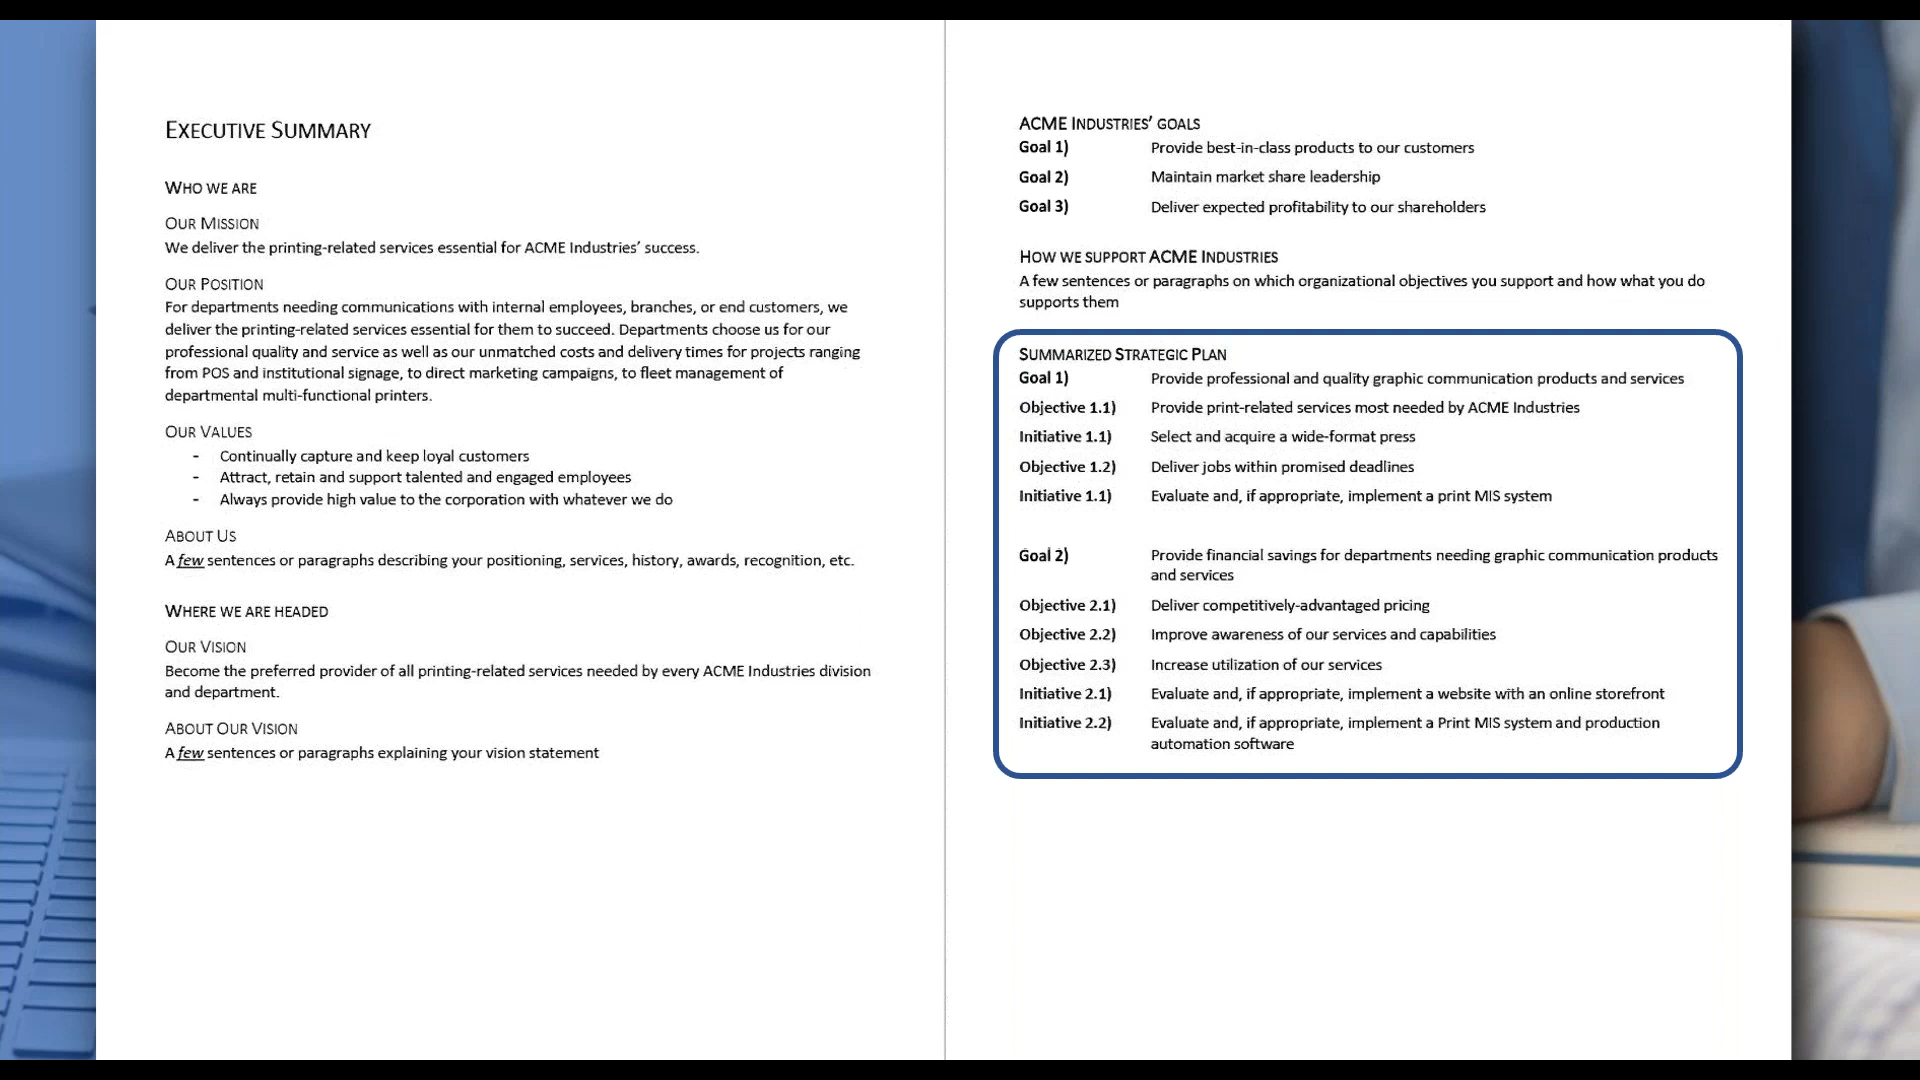 EXECUTIVE SUMMARY
WHO WE ARE
OUR MISSION
We deliver the printing-related services essential for ACME Industries' success.
OUR POSITION
For departments needing communications with internal employees, branches, or end customers, we
deliver the printing-related services essential for them to succeed. Departments choose us for our
professional quality and service as well as our unmatched costs and delivery times for projects ranging
from POS and institutional signage, to direct marketing campaigns, to fleet management of
departmental multi-functional printers.
OUR VALUES
- Continually capture and keep loyal customers
- Attract, retain and support talented and engaged employees
- Always provide high value to the corporation with whatever we do
ABOUT US
A few sentences or paragraphs describing your positioning, services, history, awards, recognition, etc.
WHERE WE ARE HEADED
OUR VISION
Become the preferred provider of all printing-related services needed by every ACME Industries division
and department.
ABOUT OUR VISION
A few sentences or paragraphs explaining your vision statement
ACME INDUSTRIES' GOALS
Goal 1) Provide best-in-class products to our customers
Goal 2) Maintain market share leadership
Goal 3) Deliver expected profitability to our shareholders
HOW WE SUPPORT ACME INDUSTRIES
A few sentences or paragraphs on which organizational objectives you support and how what you do
supports them
SUMMARIZED STRATEGIC PLAN
Goal 1) Provide professional and quality graphic communication products and services
Objective 1.1) Provide print-related services most needed by ACME Industries
Initiative 1.1) Select and acquire a wide-format press
Objective 1.2) Deliver jobs within promised deadlines
Initiative 1.1) Evaluate and, if appropriate, implement a print MIS system
Goal 2) Provide financial savings for departments needing graphic communication products
and services
Objective 2.1) Deliver competitively-advantaged pricing
Objective 2.2) Improve awareness of our services and capabilities
Objective 2.3) Increase utilization of our services
Initiative 2.1) Evaluate and, if appropriate, implement a website with an online storefront
Initiative 2.2) Evaluate and, if appropriate, implement a Print MIS system and production
automation software